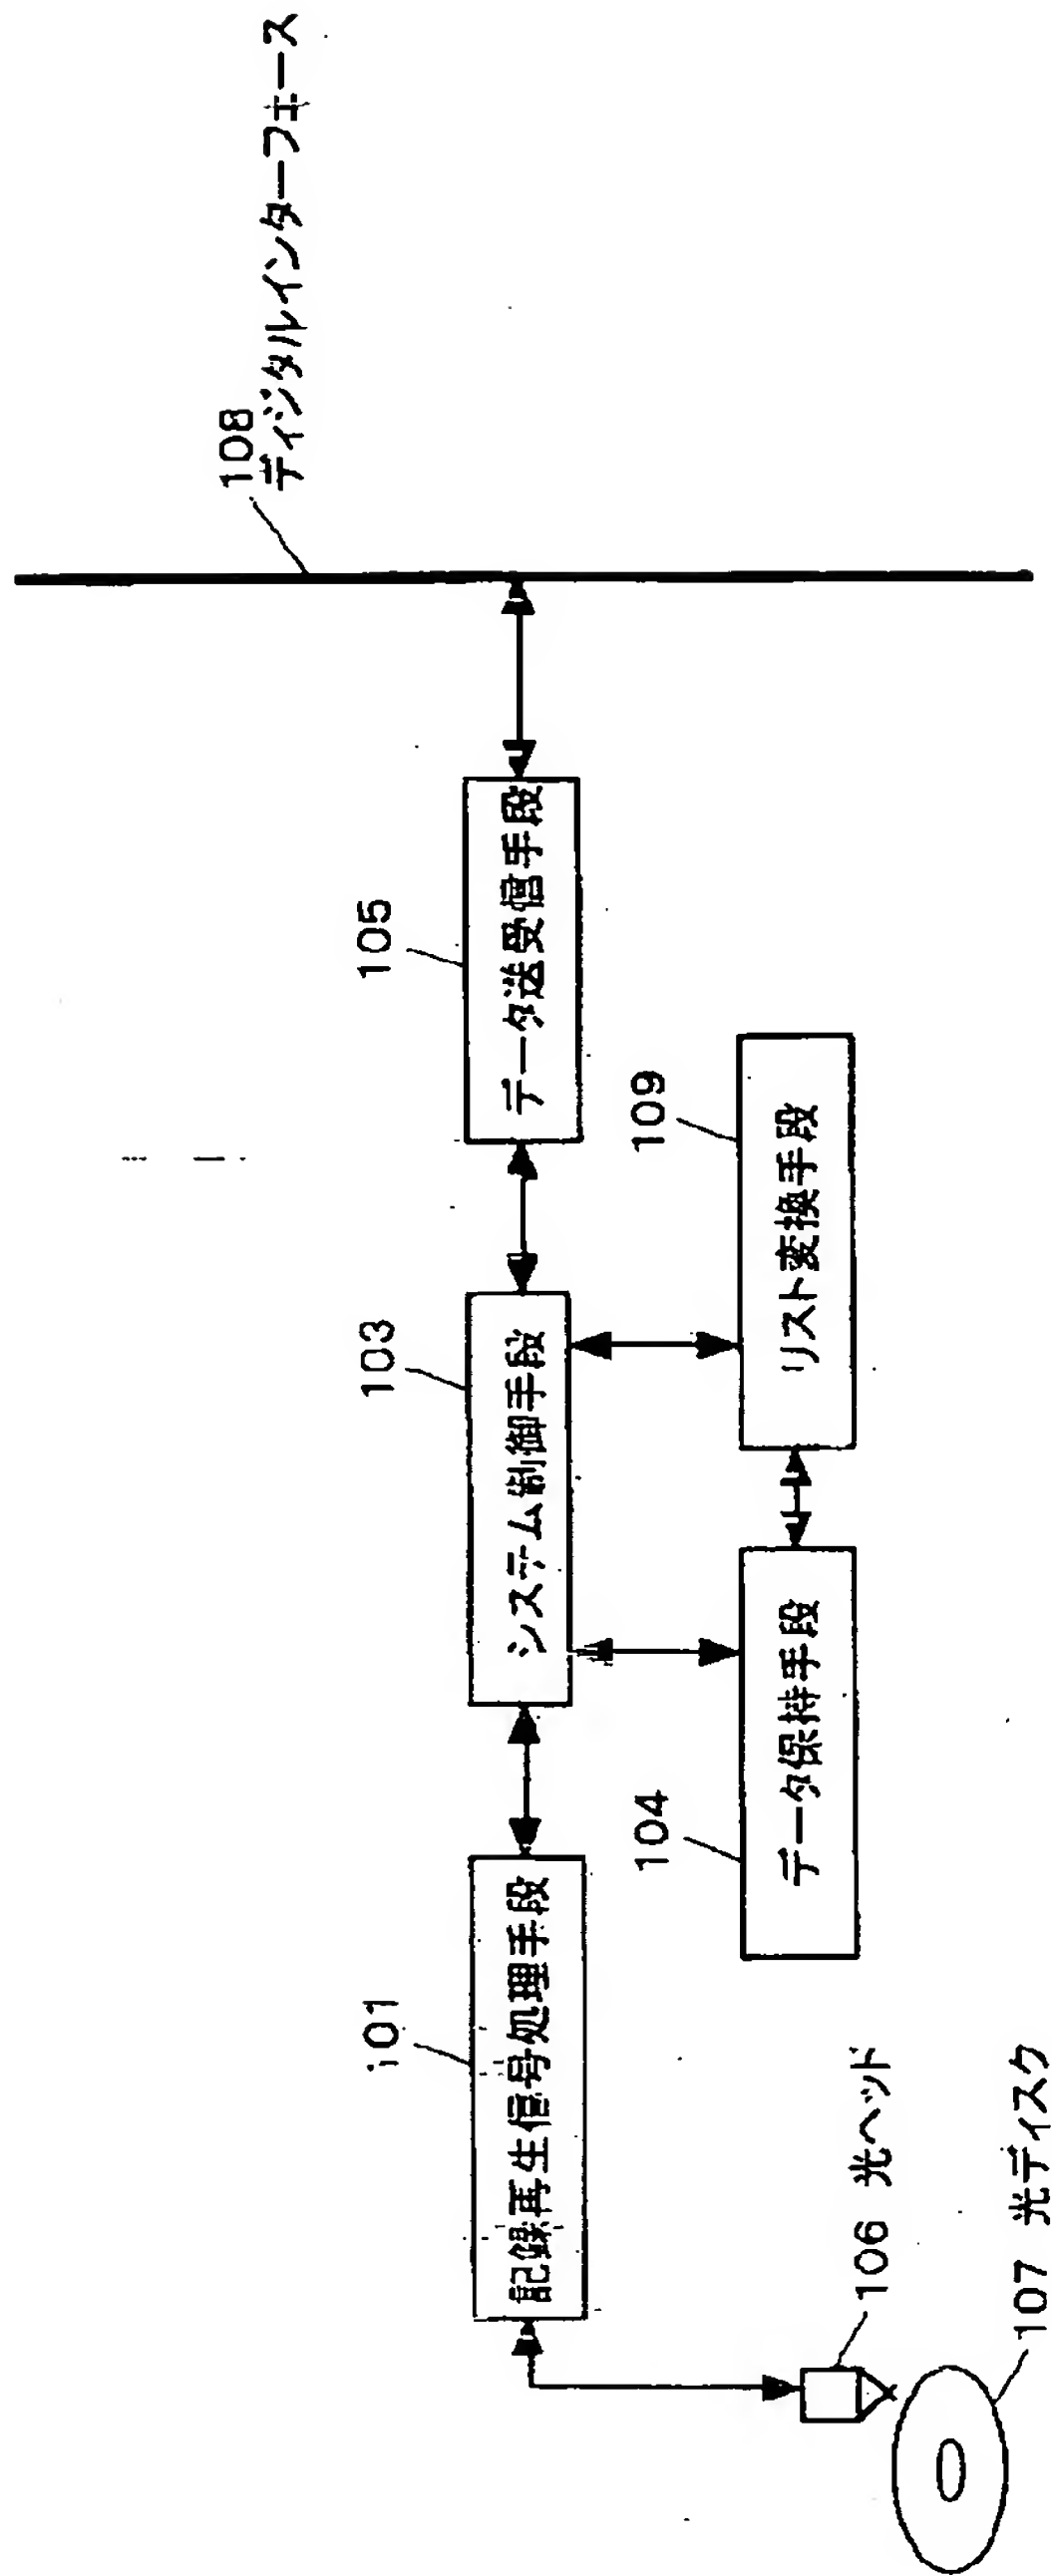 108
ディジタルインターフェース
105
データ送受信手段
103
システム制御手段
109
リスト変換手段
101
記録再生信号処理手段
104
データ保持手段
106 光ヘッド
107 光ディスク